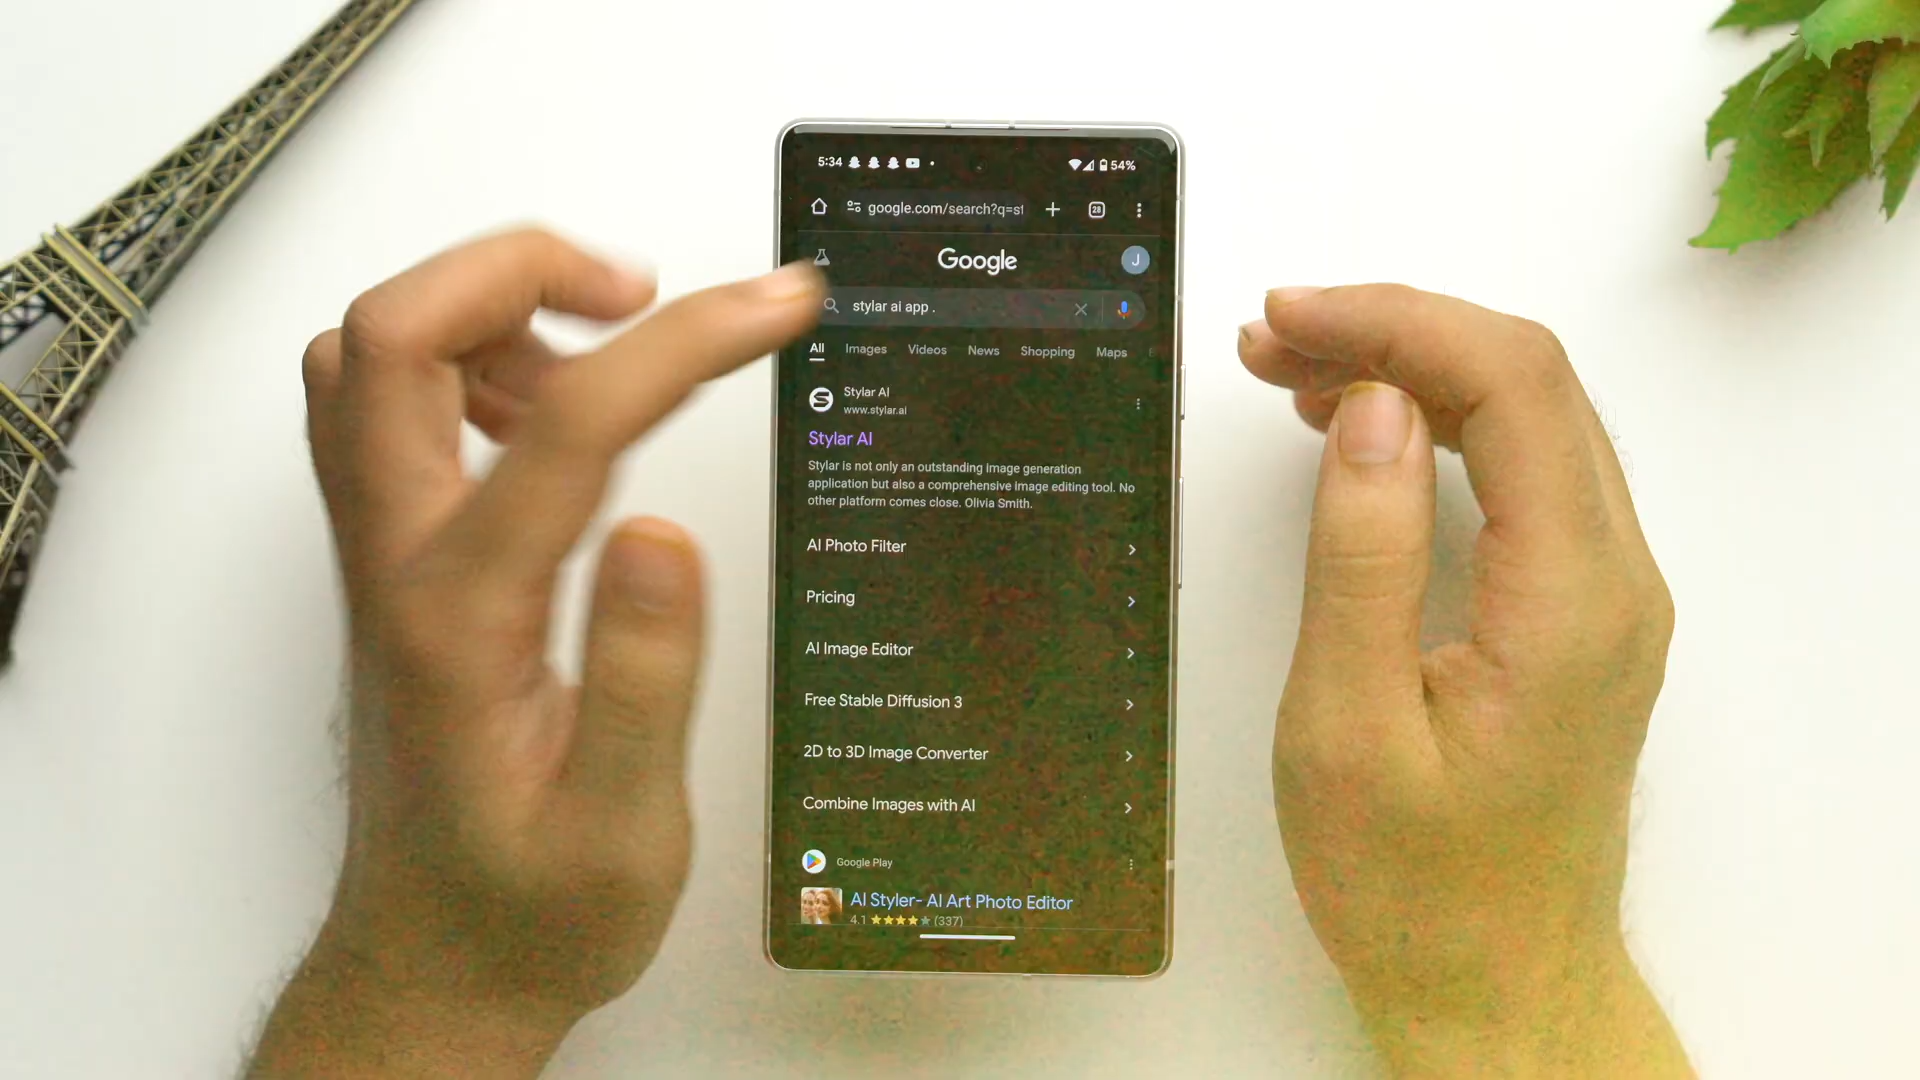 5:34
54%
google.com/search?q=st
28
Google
J
stylar ai app .
All Images Videos News Shopping Maps
Stylar AI
www.stylar.ai
Stylar AI
Stylar is not only an outstanding image generation
application but also a comprehensive image editing tool. No
other platform comes close. Olivia Smith.
AI Photo Filter
Pricing
AI Image Editor
Free Stable Diffusion 3
2D to 3D Image Converter
Combine Images with AI
Google Play
AI Styler- AI Art Photo Editor
4.1 ★★★★★ (337)